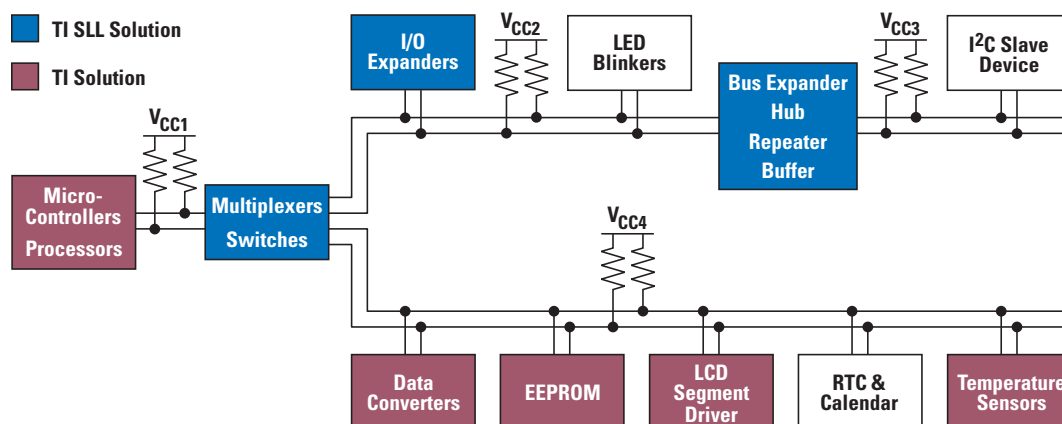 TI SLL Solution
TI Solution
VCC1
Micro-
Controllers
Processors
Multiplexers
Switches
I/O
Expanders
VCC2
LED
Blinkers
Bus Expander
Hub
Repeater
Buffer
VCC3
I2C Slave
Device
VCC4
Data
Converters
EEPROM
LCD
Segment
Driver
RTC &
Calendar
Temperature
Sensors